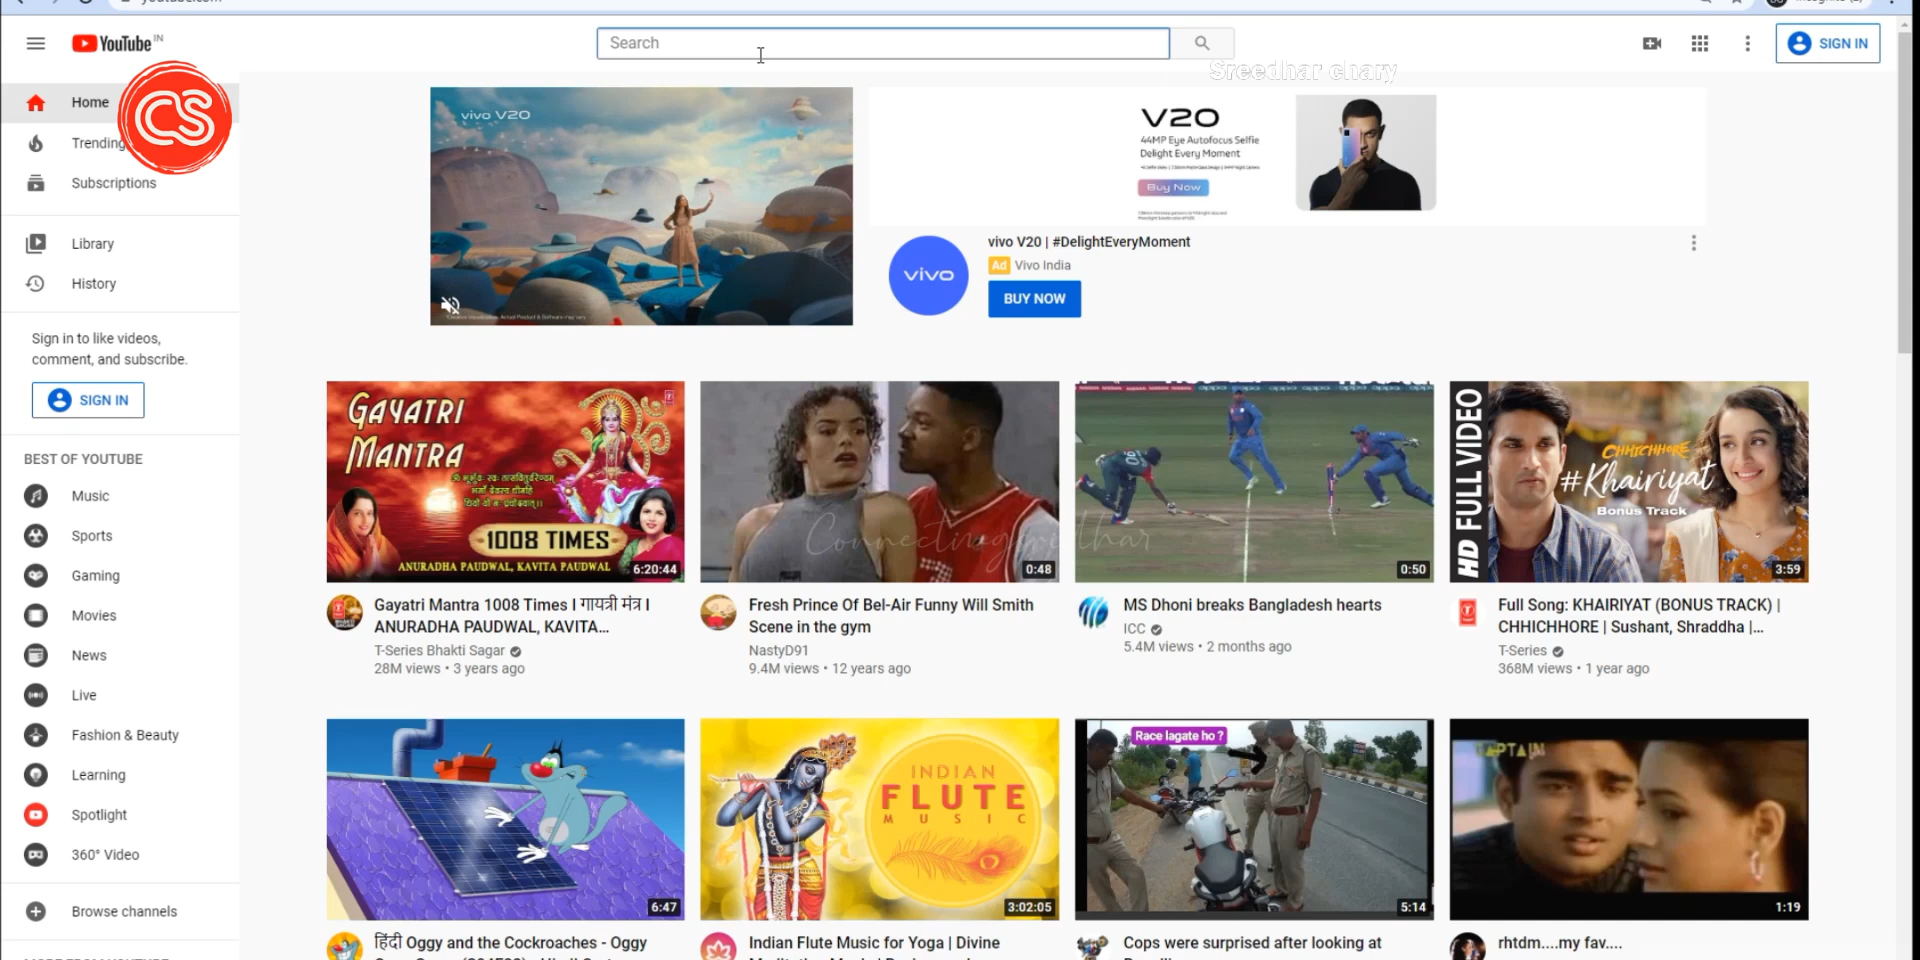 YouTube IN
Search
SIGN IN
Sreedhar chary
CS
Home
Trending
Subscriptions
Library
History
Sign in to like videos,
comment, and subscribe.
SIGN IN
BEST OF YOUTUBE
Music
Sports
Gaming
Movies
News
Live
Fashion & Beauty
Learning
Spotlight
360° Video
Browse channels
vivo V20
V20
44MP Eye Autofocus Selfie
Delight Every Moment
Buy Now
vivo
vivo V20 | #DelightEveryMoment
Ad Vivo India
BUY NOW
GAYATRI
MANTRA
1008 TIMES
ANURADHA PAUDWAL, KAVITA PAUDWAL
6:20:44
0:48
0:50
HD FULL VIDEO
CHHICHHORE
#Khairiyat
Bonus Track
3:59
Gayatri Mantra 1008 Times I गायत्री मंत्र I
ANURADHA PAUDWAL, KAVITA...
T-Series Bhakti Sagar
28M views • 3 years ago
Fresh Prince Of Bel-Air Funny Will Smith
Scene in the gym
NastyD91
9.4M views • 12 years ago
MS Dhoni breaks Bangladesh hearts
ICC
5.4M views • 2 months ago
Full Song: KHAIRIYAT (BONUS TRACK) |
CHHICHHORE | Sushant, Shraddha |...
T-Series
368M views • 1 year ago
6:47
INDIAN
FLUTE
MUSIC
3:02:05
Race lagate ho ?
5:14
1:19
हिंदी Oggy and the Cockroaches - Oggy
Indian Flute Music for Yoga | Divine
Cops were surprised after looking at
rhtdm....my fav....